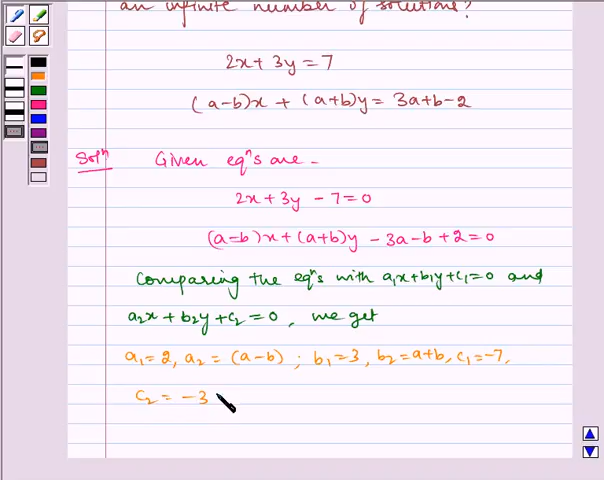 an infinite number of solutions?
2x + 3y = 7
(a-b)x + (a+b)y = 3a+b-2
Solⁿ Given eqⁿs are -
2x + 3y - 7 = 0
(a-b)x + (a+b)y - 3a - b + 2 = 0
Comparing the eqⁿs with a₁x + b₁y + c₁ = 0 and
a₂x + b₂y + c₂ = 0, we get
a₁ = 2, a₂ = (a-b) ; b₁ = 3, b₂ = a+b, c₁ = -7,
c₂ = -3